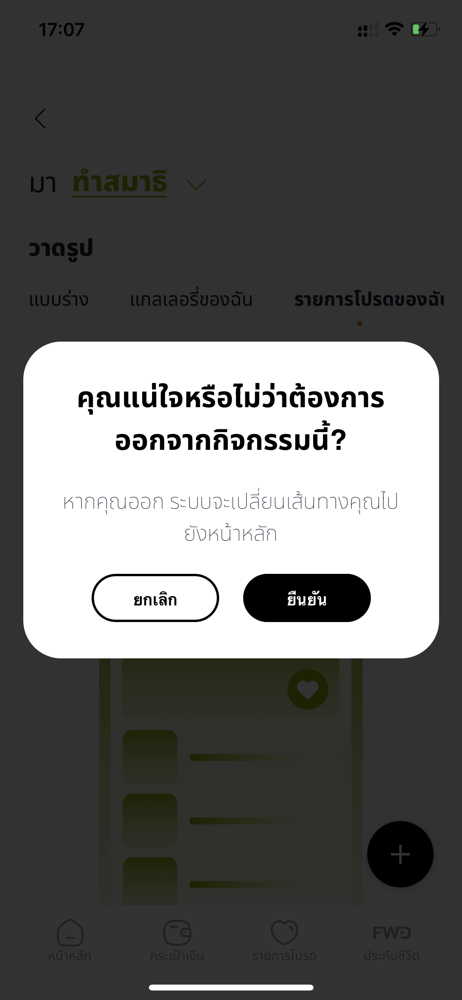 17:07
มา ทำสมาธิ
วาดรูป
แบบร่าง แกลเลอรี่ของฉัน รายการโปรดของฉัน
คุณแน่ใจหรือไม่ว่าต้องการ
ออกจากกิจกรรมนี้?
หากคุณออก ระบบจะเปลี่ยนเส้นทางคุณไป
ยังหน้าหลัก
ยกเลิก ยืนยัน
หน้าหลัก กระเป๋าเงิน รายการโปรด FWD ประกันชีวิต